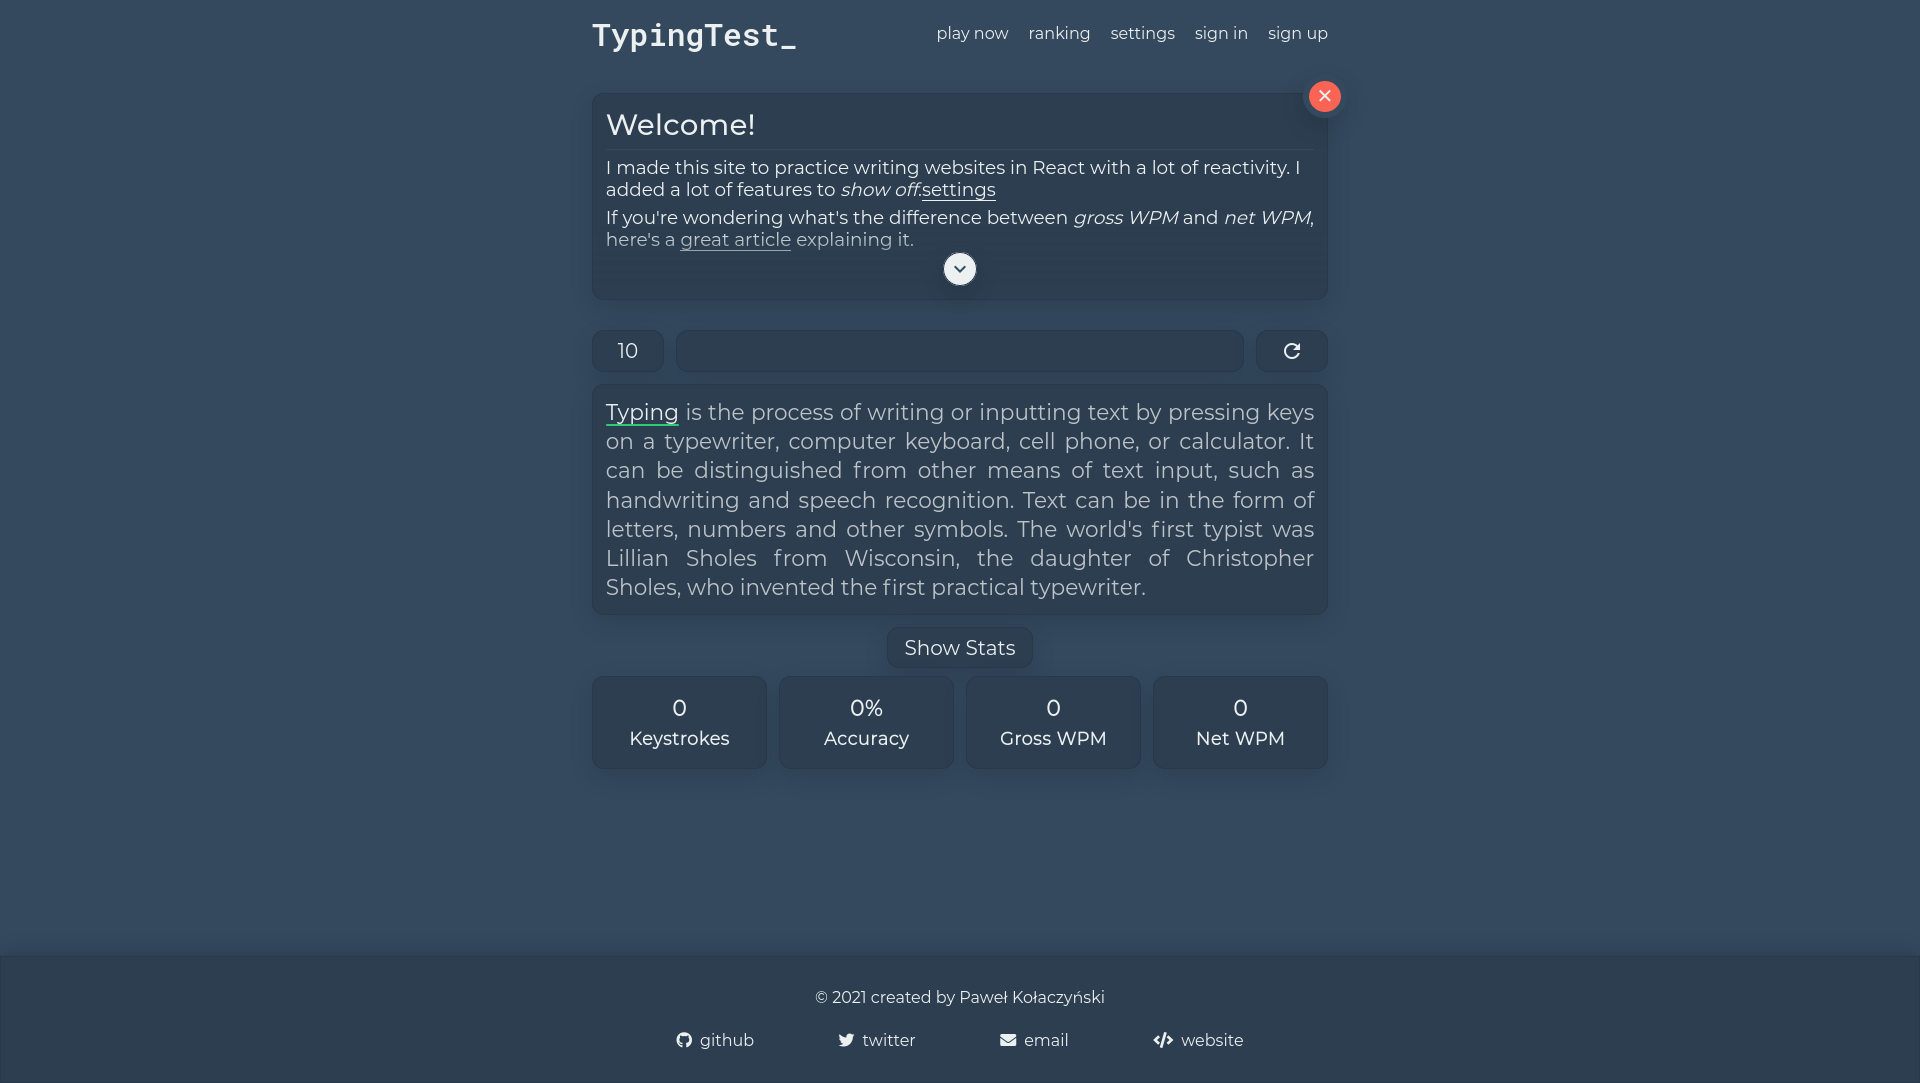 TypingTest_
play now ranking settings sign in sign up
Welcome!
I made this site to practice writing websites in React with a lot of reactivity. I
added a lot of features to show off.settings
If you're wondering what's the difference between gross WPM and net WPM,
here's a great article explaining it.
10
Typing is the process of writing or inputting text by pressing keys
on a typewriter, computer keyboard, cell phone, or calculator. It
can be distinguished from other means of text input, such as
handwriting and speech recognition. Text can be in the form of
letters, numbers and other symbols. The world's first typist was
Lillian Sholes from Wisconsin, the daughter of Christopher
Sholes, who invented the first practical typewriter.
Show Stats
0 0% 0 0
Keystrokes Accuracy Gross WPM Net WPM
© 2021 created by Paweł Kołaczyński
github twitter email website